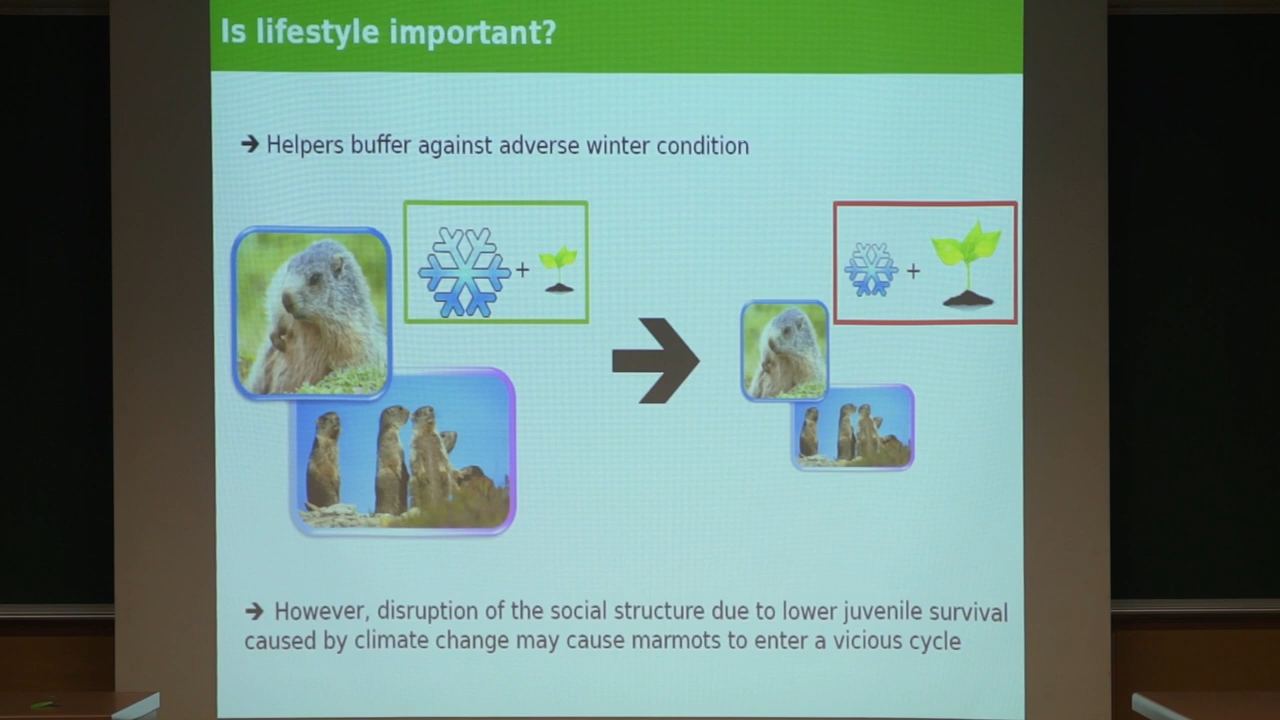 Is lifestyle important?
➔ Helpers buffer against adverse winter condition
+
+
➔ However, disruption of the social structure due to lower juvenile survival
caused by climate change may cause marmots to enter a vicious cycle